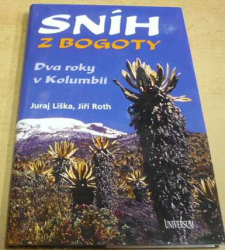 SNÍH
Z BOGOTY
Dva roky
v Kolumbii
Juraj Liška, Jiří Roth
UNIVERSUM